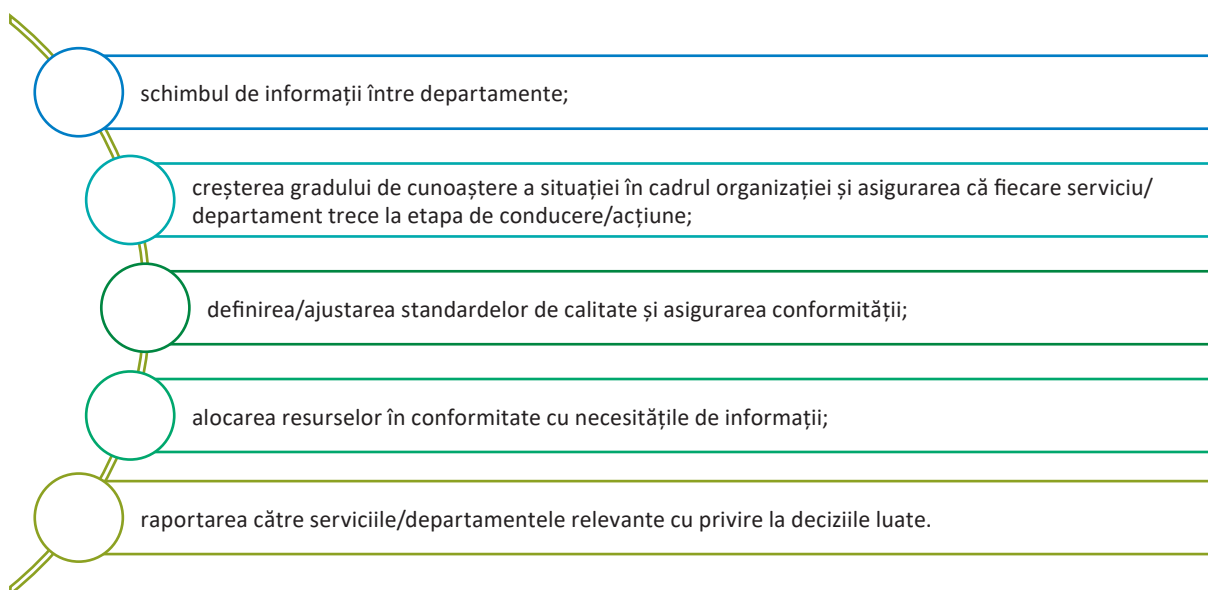 schimbul de informații între departamente;
creșterea gradului de cunoaștere a situației în cadrul organizației și asigurarea că fiecare serviciu/
departament trece la etapa de conducere/acțiune;
definirea/ajustarea standardelor de calitate și asigurarea conformității;
alocarea resurselor în conformitate cu necesitățile de informații;
raportarea către serviciile/departamentele relevante cu privire la deciziile luate.